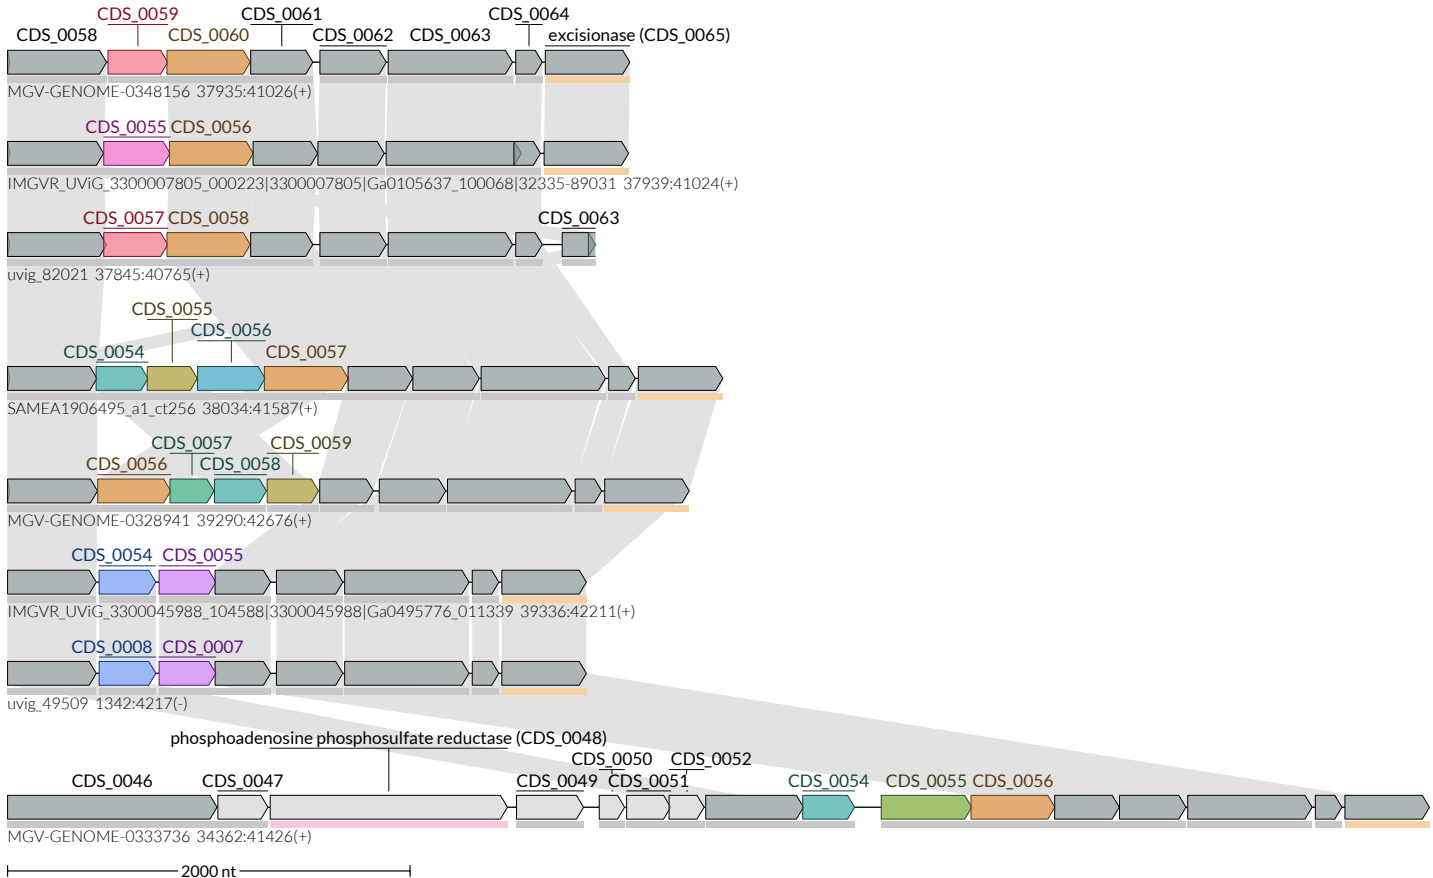 CDS_0059 CDS_0061 CDS_0064
CDS_0058 CDS_0060 CDS_0062 CDS_0063 excisionase (CDS_0065)
MGV-GENOME-0348156 37935:41026(+)
CDS_0055 CDS_0056
IMGVR_UViG_3300007805_000223|3300007805|Ga0105637_100068|32335-89031 37939:41024(+)
CDS_0057 CDS_0058 CDS_0063
uvig_82021 37845:40765(+)
CDS_0055
CDS_0056
CDS_0054 CDS_0057
SAMEA1906495_a1_ct256 38034:41587(+)
CDS_0057 CDS_0059
CDS_0056 CDS_0058
MGV-GENOME-0328941 39290:42676(+)
CDS_0054 CDS_0055
IMGVR_UViG_3300045988_104588|3300045988|Ga0495776_011339 39336:42211(+)
CDS_0008 CDS_0007
uvig_49509 1342:4217(-)
phosphoadenosine phosphosulfate reductase (CDS_0048)
CDS_0050 CDS_0052
CDS_0046 CDS_0047 CDS_0049 CDS_0051 CDS_0054 CDS_0055 CDS_0056
MGV-GENOME-0333736 34362:41426(+)
2000 nt